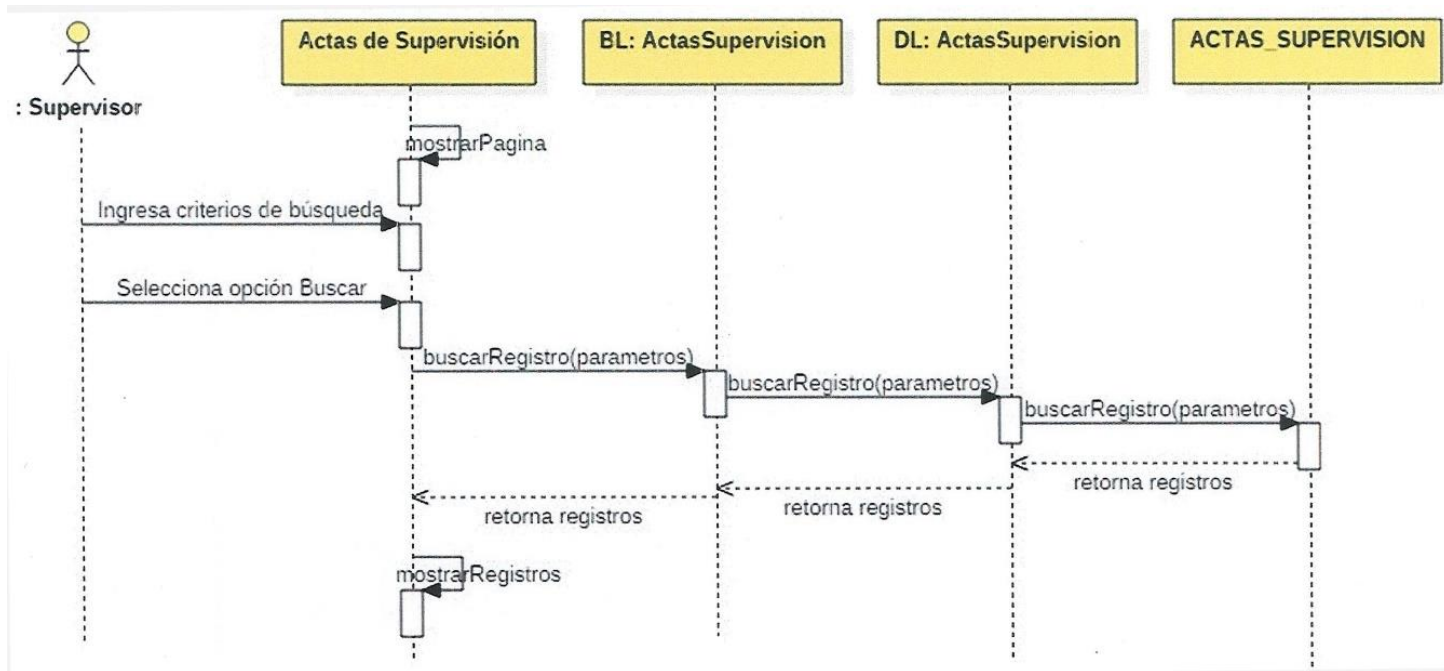 Actas de Supervisión
BL: ActasSupervision
DL: ActasSupervision
ACTAS_SUPERVISION
: Supervisor
mostrarPagina
Ingresa criterios de búsqueda
Selecciona opción Buscar
buscarRegistro(parametros)
buscarRegistro(parametros)
buscarRegistro(parametros)
retorna registros
retorna registros
retorna registros
mostrarRegistros